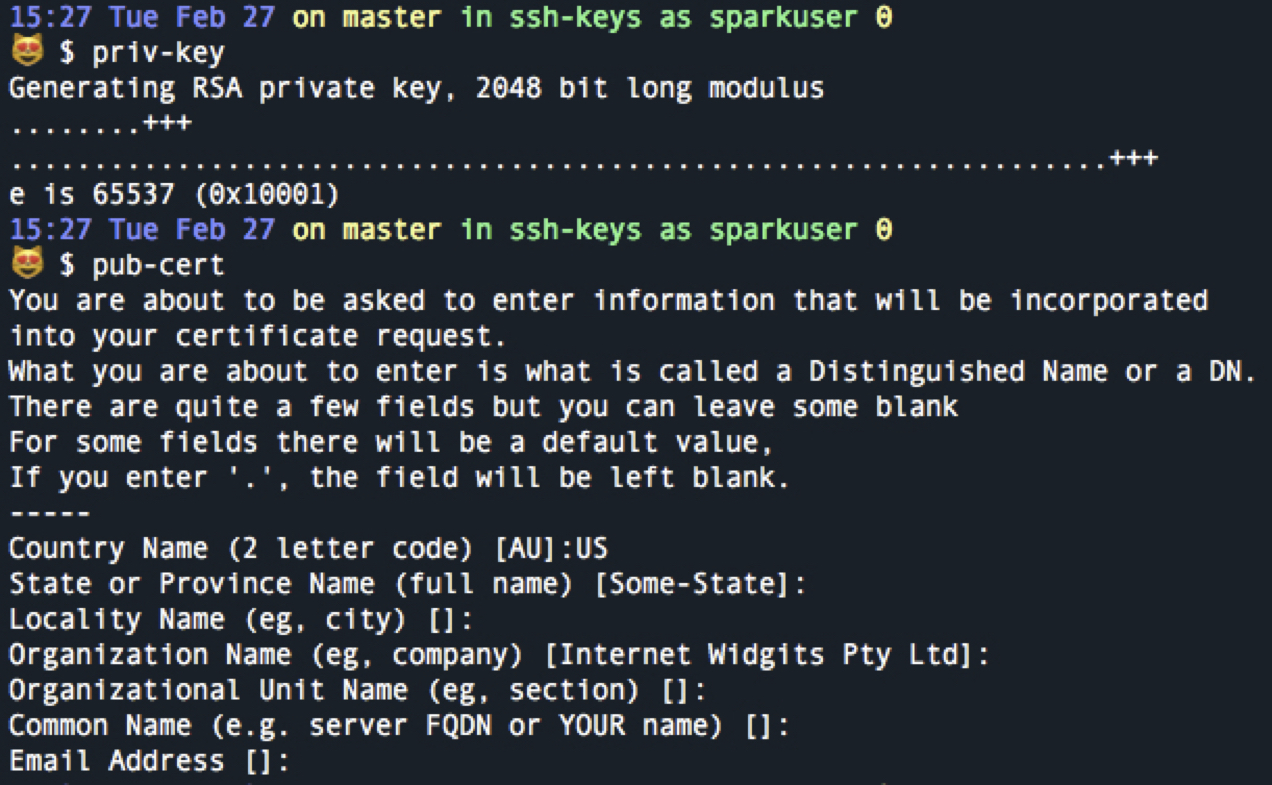 15:27 Tue Feb 27 on master in ssh-keys as sparkuser 0
😻 $ priv-key
Generating RSA private key, 2048 bit long modulus
........+++
.................................................................+++
e is 65537 (0x10001)
15:27 Tue Feb 27 on master in ssh-keys as sparkuser 0
😻 $ pub-cert
You are about to be asked to enter information that will be incorporated
into your certificate request.
What you are about to enter is what is called a Distinguished Name or a DN.
There are quite a few fields but you can leave some blank
For some fields there will be a default value,
If you enter '.', the field will be left blank.
-----
Country Name (2 letter code) [AU]:US
State or Province Name (full name) [Some-State]:
Locality Name (eg, city) []:
Organization Name (eg, company) [Internet Widgits Pty Ltd]:
Organizational Unit Name (eg, section) []:
Common Name (e.g. server FQDN or YOUR name) []:
Email Address []: